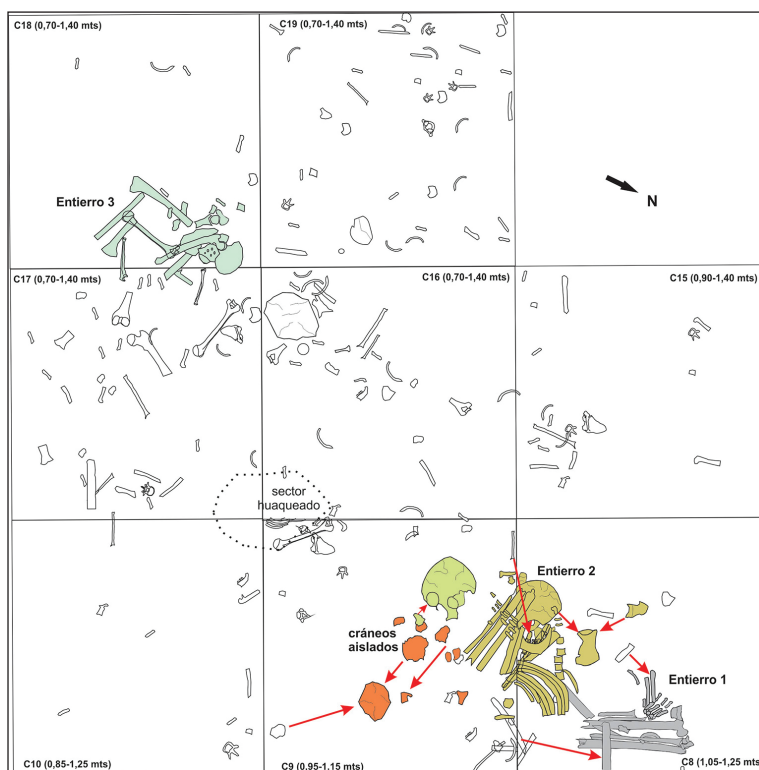 C18 (0,70-1,40 mts)
C19 (0,70-1,40 mts)
N
Entierro 3
C17 (0,70-1,40 mts)
C16 (0,70-1,40 mts)
C15 (0,90-1,40 mts)
sector
huaqueado
Entierro 2
cráneos
aislados
Entierro 1
C10 (0,85-1,25 mts)
C9 (0,95-1,15 mts)
C8 (1,05-1,25 mts)